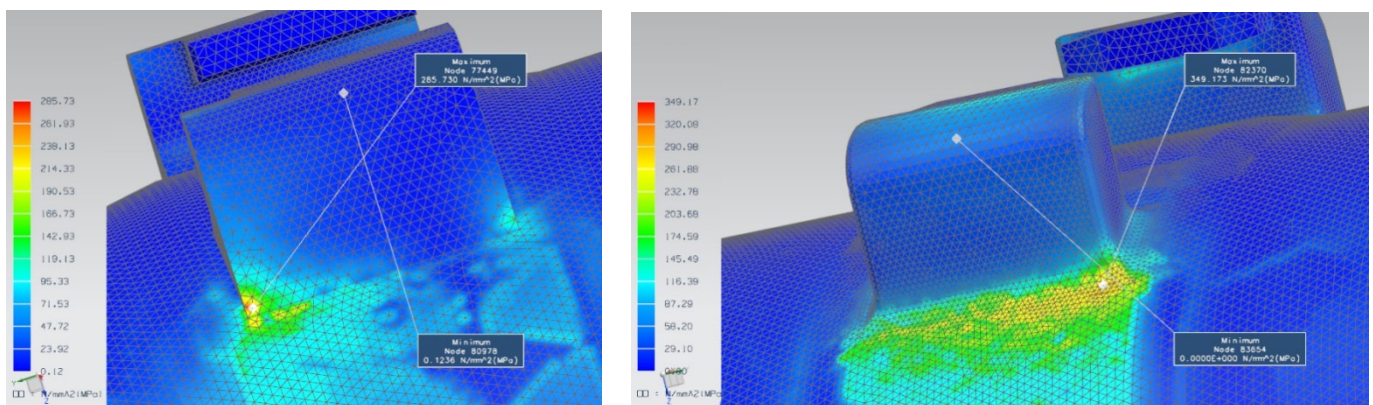 Maximum
Node 77449
285.730 N/mm^2(MPa)
285.73
261.93
238.13
214.33
190.53
166.73
142.93
119.13
95.33
71.53
47.72
23.92
0.12
Minimum
Node 80978
0.1236 N/mm^2(MPa)
N/mm^2(MPa)
Maximum
Node 82370
349.173 N/mm^2(MPa)
349.17
320.08
290.98
261.88
232.78
203.68
174.59
145.49
116.39
87.29
58.20
29.10
Minimum
Node 83854
0.0000E+000 N/mm^2(MPa)
N/mm^2(MPa)